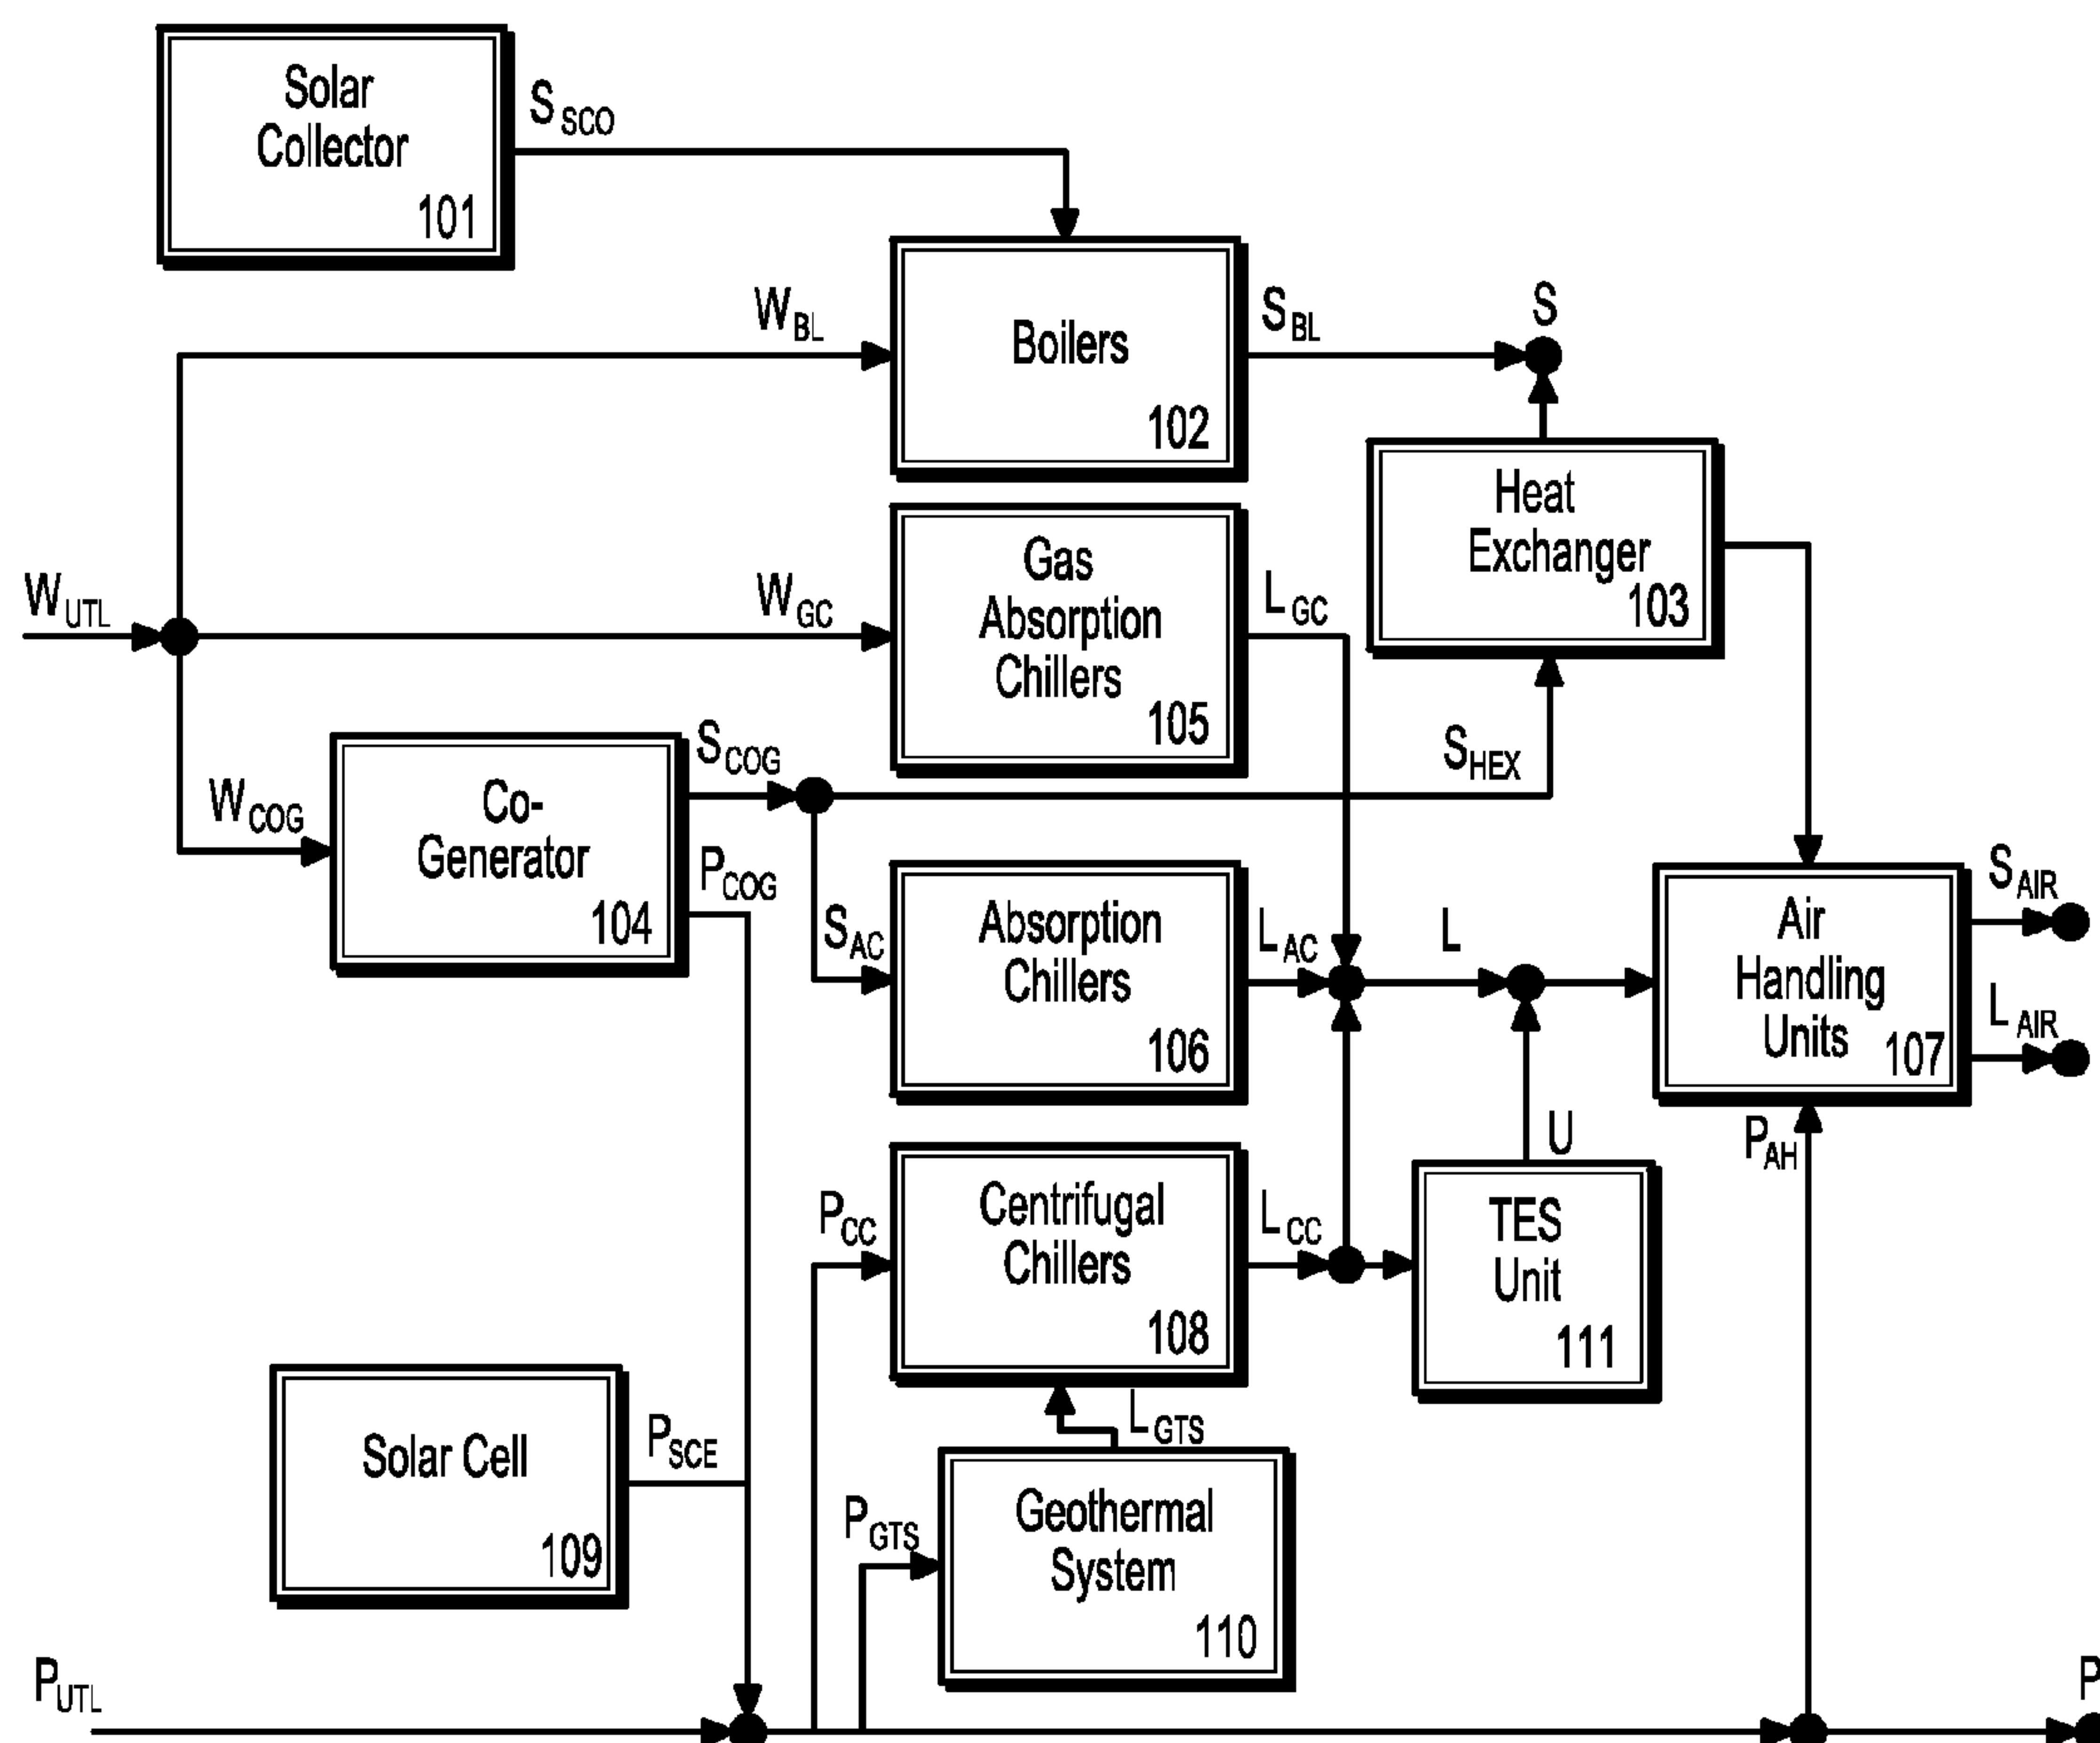 Solar
Collector
101
S SCO
W BL
Boilers
102
S BL
S
Heat
Exchanger
103
W UTL
W GC
Gas
Absorption
Chillers
105
L GC
S COG
S HEX
W COG
Co-
Generator
104
P COG
S AC
Absorption
Chillers
106
L AC
L
Air
Handling
Units
107
S AIR
L AIR
U
P AH
P CC
Centrifugal
Chillers
108
L CC
TES
Unit
111
Solar Cell
109
P SCE
L GTS
P GTS
Geothermal
System
110
P UTL
P